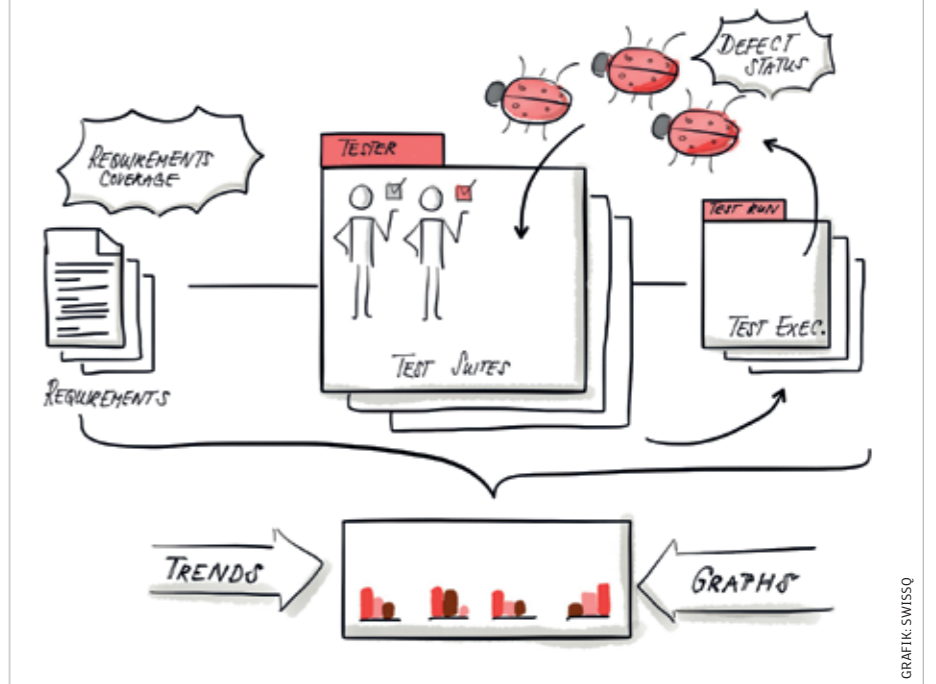 DEFECT
STATUS
REQUIREMENTS
COVERAGE
TESTER
TEST RUN
TEST EXEC.
TEST SUITES
REQUIREMENTS
TRENDS
GRAPHS
GRAFIK: SWISSQ